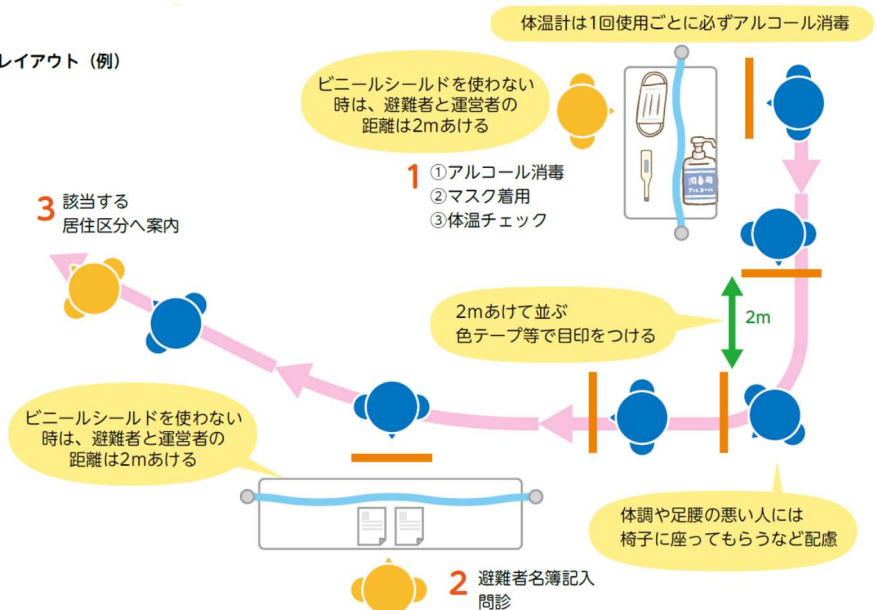 体温計は1回使用ごとに必ずアルコール消毒
レイアウト（例）
ビニールシールドを使わない
時は、避難者と運営者の
距離は2mあける
消毒用
アルコール
1 ①アルコール消毒
②マスク着用
③体温チェック
3 該当する
居住区分へ案内
2mあけて並ぶ
色テープ等で目印をつける
2m
ビニールシールドを使わない
時は、避難者と運営者の
距離は2mあける
体調や足腰の悪い人には
椅子に座ってもらうなど配慮
2 避難者名簿記入
問診